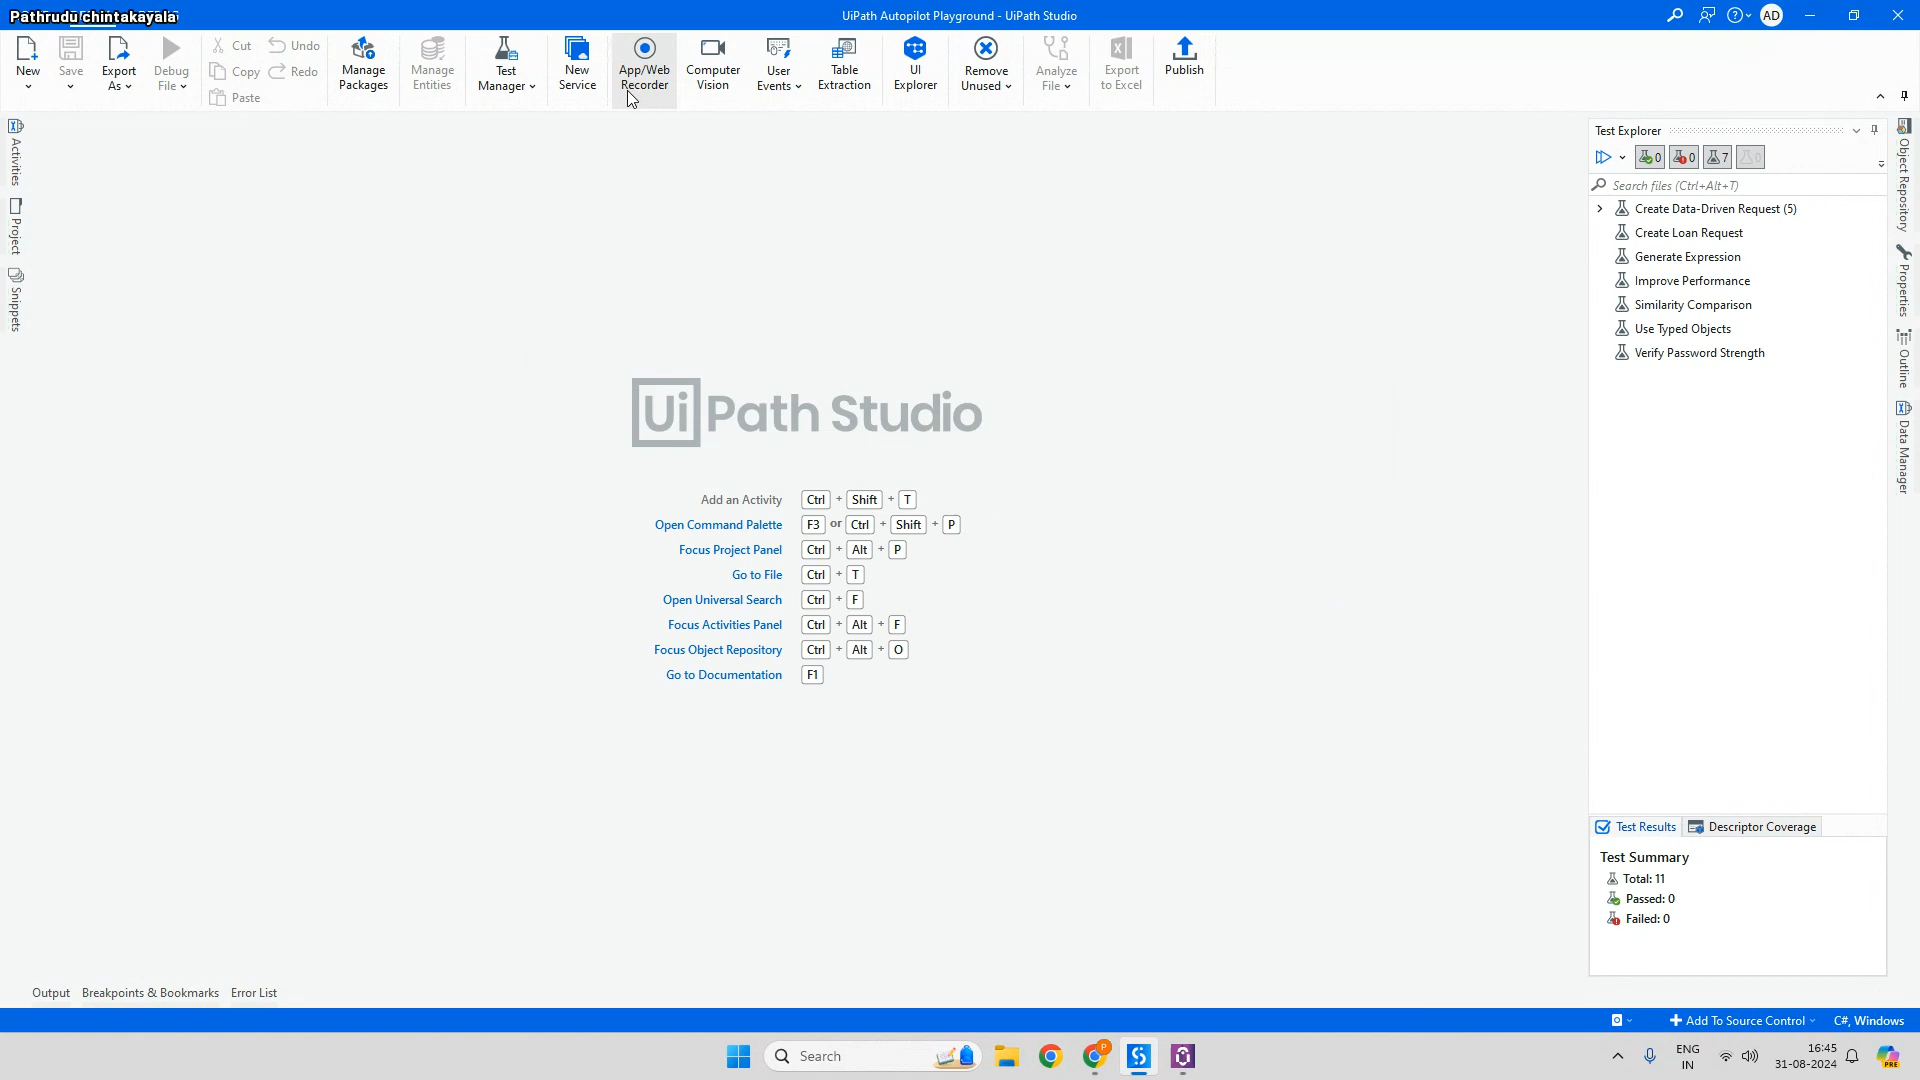 Pathrudu chintakayala
UiPath Autopilot Playground - UiPath Studio
AD
New
Save
Export As
Debug File
Cut
Copy
Paste
Undo
Redo
Manage Packages
Manage Entities
Test Manager
New Service
App/Web Recorder
Computer Vision
User Events
Table Extraction
UI Explorer
Remove Unused
Analyze File
Export to Excel
Publish
Activities
Project
Snippets
Ui Path Studio
Add an Activity Ctrl + Shift + T
Open Command Palette F3 or Ctrl + Shift + P
Focus Project Panel Ctrl + Alt + P
Go to File Ctrl + T
Open Universal Search Ctrl + F
Focus Activities Panel Ctrl + Alt + F
Focus Object Repository Ctrl + Alt + O
Go to Documentation F1
Test Explorer
0 0 7 0
Search files (Ctrl+Alt+T)
Create Data-Driven Request (5)
Create Loan Request
Generate Expression
Improve Performance
Similarity Comparison
Use Typed Objects
Verify Password Strength
Test Results Descriptor Coverage
Test Summary
Total: 11
Passed: 0
Failed: 0
Object Repository
Properties
Outline
Data Manager
Output Breakpoints & Bookmarks Error List
Add To Source Control C#, Windows
Search
P
ENG
IN
16:45
31-08-2024
PRE